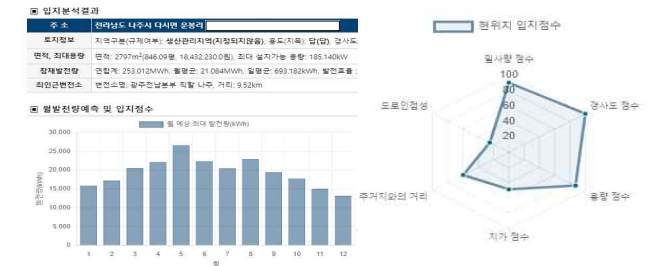 ▣ 입지분석결과
주 소 전라남도 나주시 다시면 운봉리
토지정보 지역구분(규제여부): 생산관리지역(지정되지않음), 용도(지목): 답(답), 경사도
면적, 최대용량 면적: 2797m²(846.09평, 18,432,230.0원), 최대 설치가능 용량: 185.140kW
잠재발전량 연합계: 253.012MWh, 월평균: 21.084MWh, 일평균: 693.182kWh, 발전효율 :
최인근변전소 변전소명: 광주전남본부 직할 나주, 거리: 9.52km
▣ 월발전량예측 및 입지점수
월 예상 최대 발전량(kWh)
발전량(kWh)
30,000
25,000
20,000
15,000
10,000
5,000
0
1 2 3 4 5 6 7 8 9 10 11 12
월
현위치 입지점수
일사량 점수
100
80
60
40
20
도로인접성
경사도 점수
주거지와의 거리
용량 점수
지가 점수